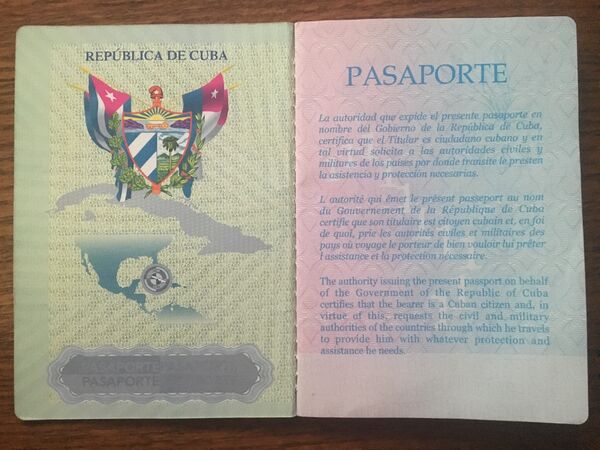 REPÚBLICA DE CUBA
PASAPORTE
PASAPORTE
PASAPORTE
La autoridad que expide el presente pasaporte en
nombre del Gobierno de la República de Cuba,
certifica que el Titular es ciudadano cubano y en
tal virtud solicita a las autoridades civiles y
militares de los países por donde transite le presten
la asistencia y protección necesarias.
L autorité qui émet le présent passeport au nom
du Gouvernement de la République de Cuba
certifie que son titulaire est citoyen cubain et, en foi
de quoi, prie les autorités civiles et militaires des
pays où voyage le porteur de bien vouloir lui prêter
l assistance et la protection nécessaire.
The authority issuing the present passport on behalf
of the Government of the Republic of Cuba
certifies that the bearer is a Cuban citizen and, in
virtue of this, requests the civil and military
authorities of the countries through which he travels
to provide him with whatever protection and
assistance he needs.